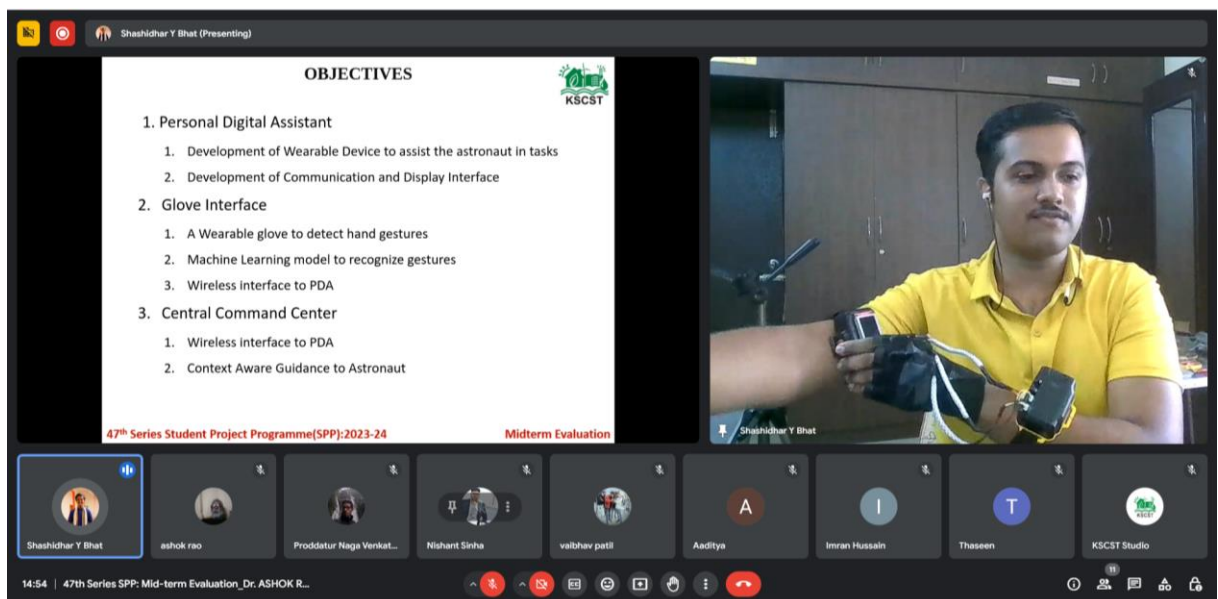 Shashidhar Y Bhat (Presenting)
OBJECTIVES
KSCST
1. Personal Digital Assistant
1. Development of Wearable Device to assist the astronaut in tasks
2. Development of Communication and Display Interface
2. Glove Interface
1. A Wearable glove to detect hand gestures
2. Machine Learning model to recognize gestures
3. Wireless interface to PDA
3. Central Command Center
1. Wireless interface to PDA
2. Context Aware Guidance to Astronaut
47th Series Student Project Programme(SPP):2023-24 Midterm Evaluation
Shashidhar Y Bhat
A
I
T
KSCST
Shashidhar Y Bhat
ashok rao
Proddatur Naga Venkat...
Nishant Sinha
vaibhav patil
Aaditya
Imran Hussain
Thaseen
KSCST Studio
14:54 | 47th Series SPP: Mid-term Evaluation_Dr. ASHOK R...
CC
11